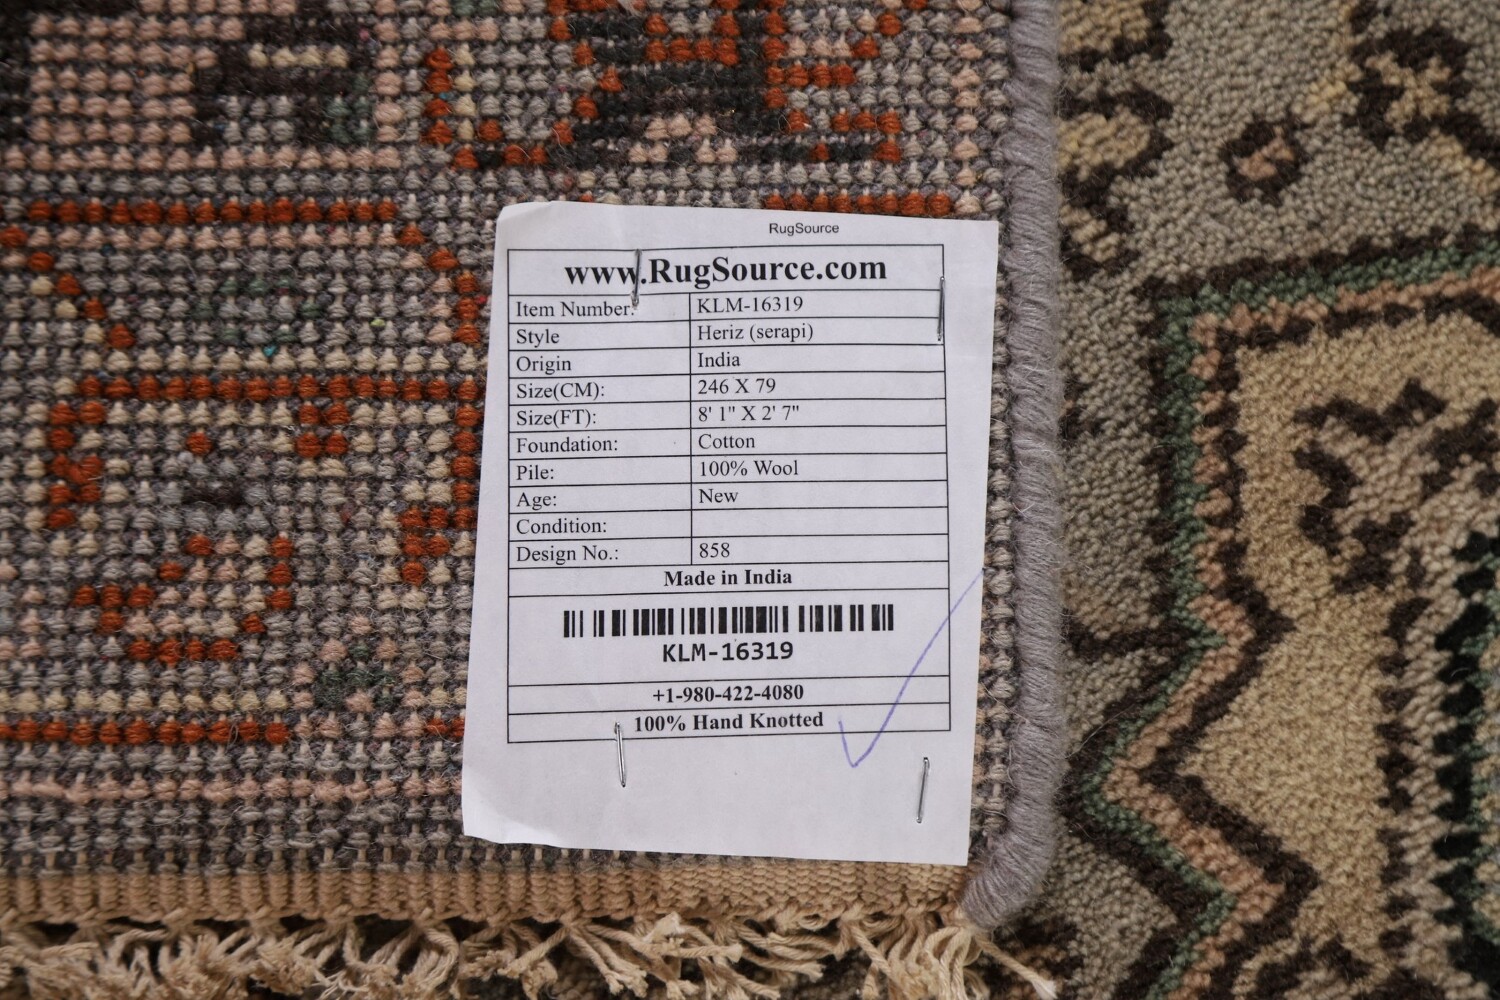 RugSource
www.RugSource.com
Item Number: KLM-16319
Style Heriz (serapi)
Origin India
Size(CM): 246 X 79
Size(FT): 8' 1" X 2' 7"
Foundation: Cotton
Pile: 100% Wool
Age: New
Condition:
Design No.: 858
Made in India
KLM-16319
+1-980-422-4080
100% Hand Knotted